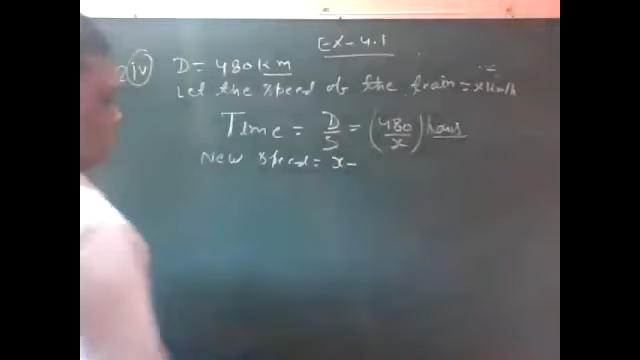 Ex-4.1
2 (iv) D = 480 km
Let the speed of the train = x km/h
Time = D/S = (480/x) hours
New speed = x-